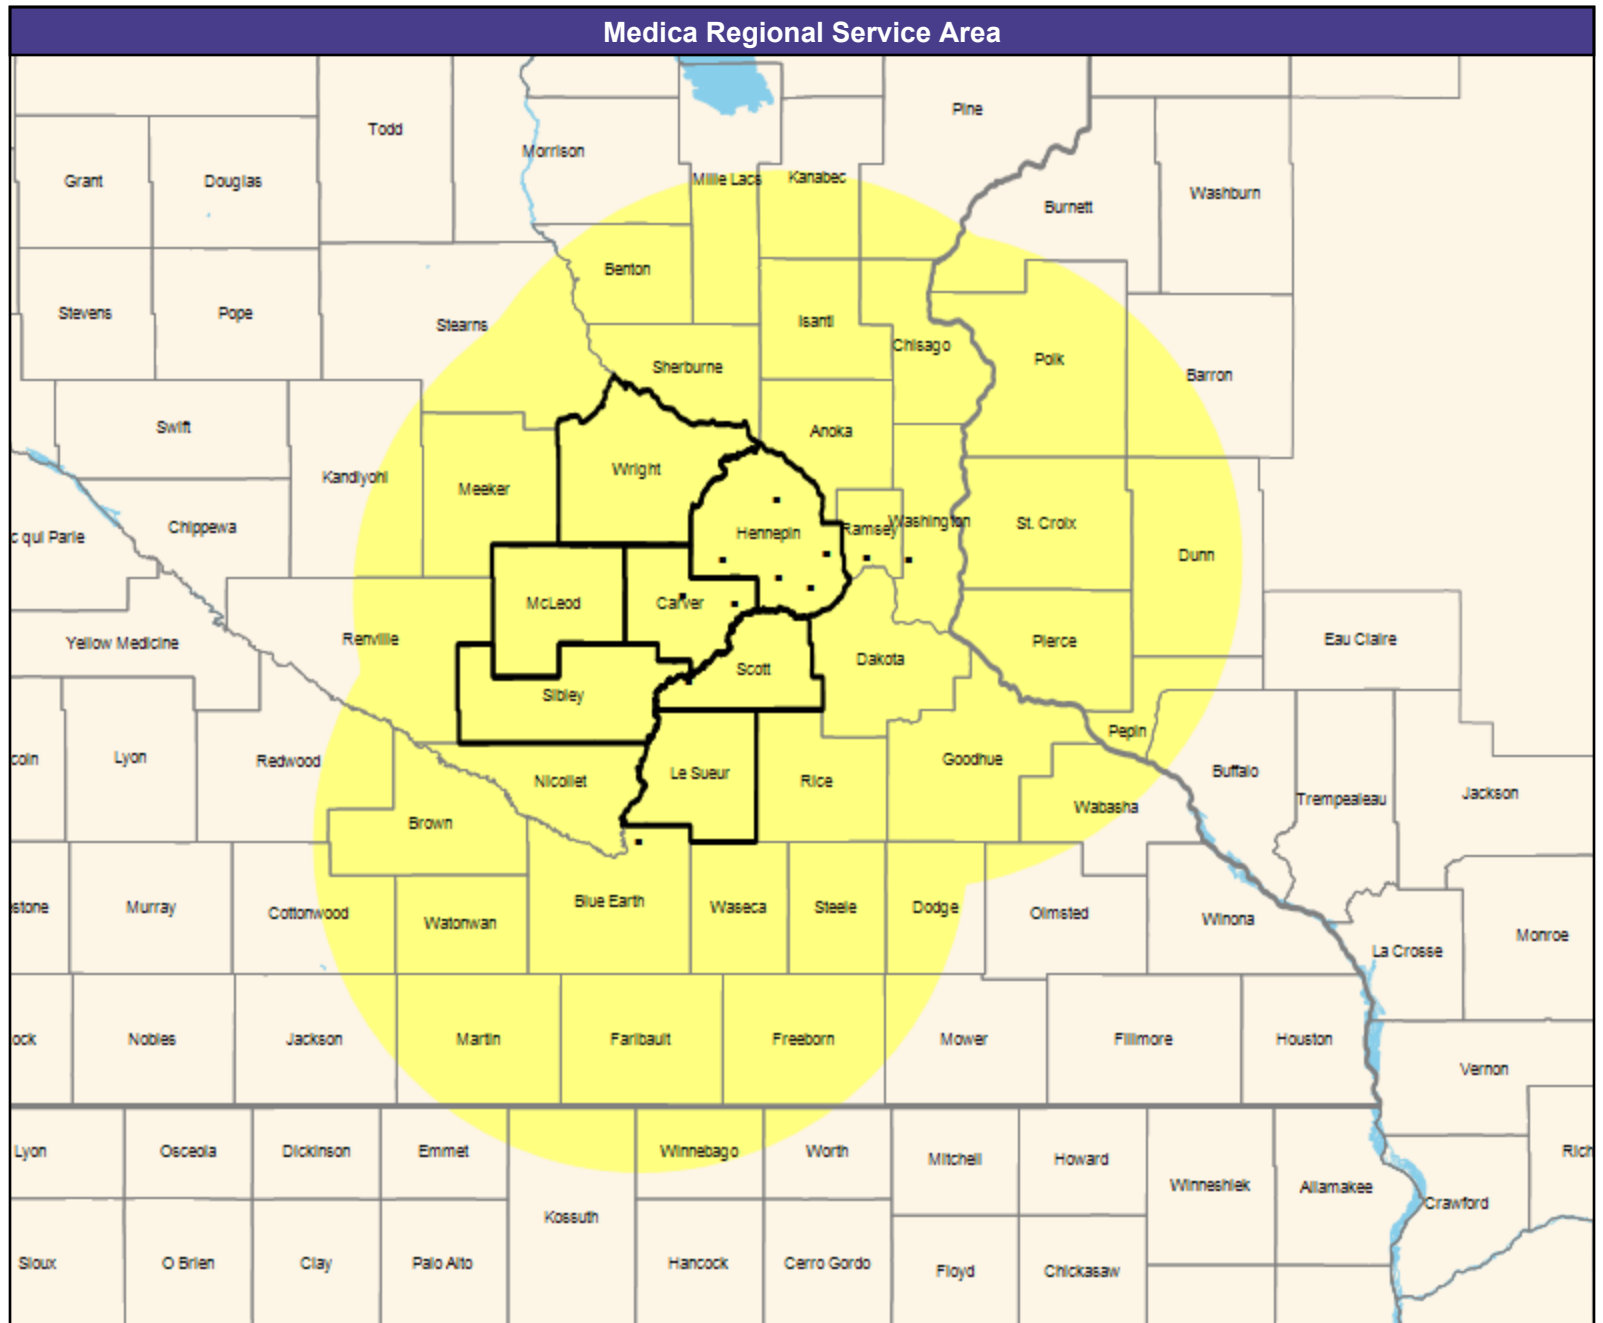 Medica Regional Service Area
Pine
Todd
Morrison
Grant
Douglas
Mille Lacs
Kanabec
Burnett
Washburn
Benton
Stevens
Pope
Stearns
Isanti
Chisago
Sherburne
Polk
Barron
Swift
Anoka
Kandiyohi
Meeker
Wright
Chippewa
c qui Parle
Hennepin
Ramsey
Washington
St. Croix
Dunn
McLeod
Carver
Yellow Medicine
Renville
Scott
Dakota
Pierce
Eau Claire
Sibley
coln
Lyon
Redwood
Nicollet
Le Sueur
Rice
Goodhue
Pepin
Buffalo
Brown
Wabasha
Trempealeau
Jackson
stone
Murray
Cottonwood
Watonwan
Blue Earth
Waseca
Steele
Dodge
Olmsted
Winona
La Crosse
Monroe
ock
Nobles
Jackson
Martin
Faribault
Freeborn
Mower
Fillmore
Houston
Vernon
Lyon
Osceola
Dickinson
Emmet
Winnebago
Worth
Mitchell
Howard
Rich
Winneshiek
Allamakee
Crawford
Kossuth
Sioux
O Brien
Clay
Palo Alto
Hancock
Cerro Gordo
Floyd
Chickasaw